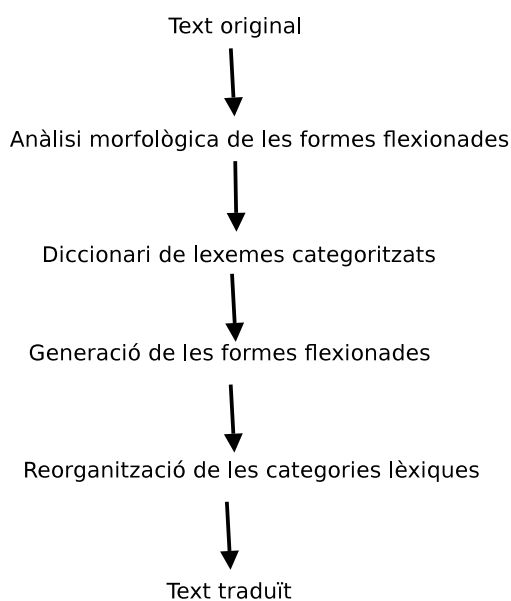 Text original
Anàlisi morfològica de les formes flexionades
Diccionari de lexemes categoritzats
Generació de les formes flexionades
Reorganització de les categories lèxiques
Text traduït